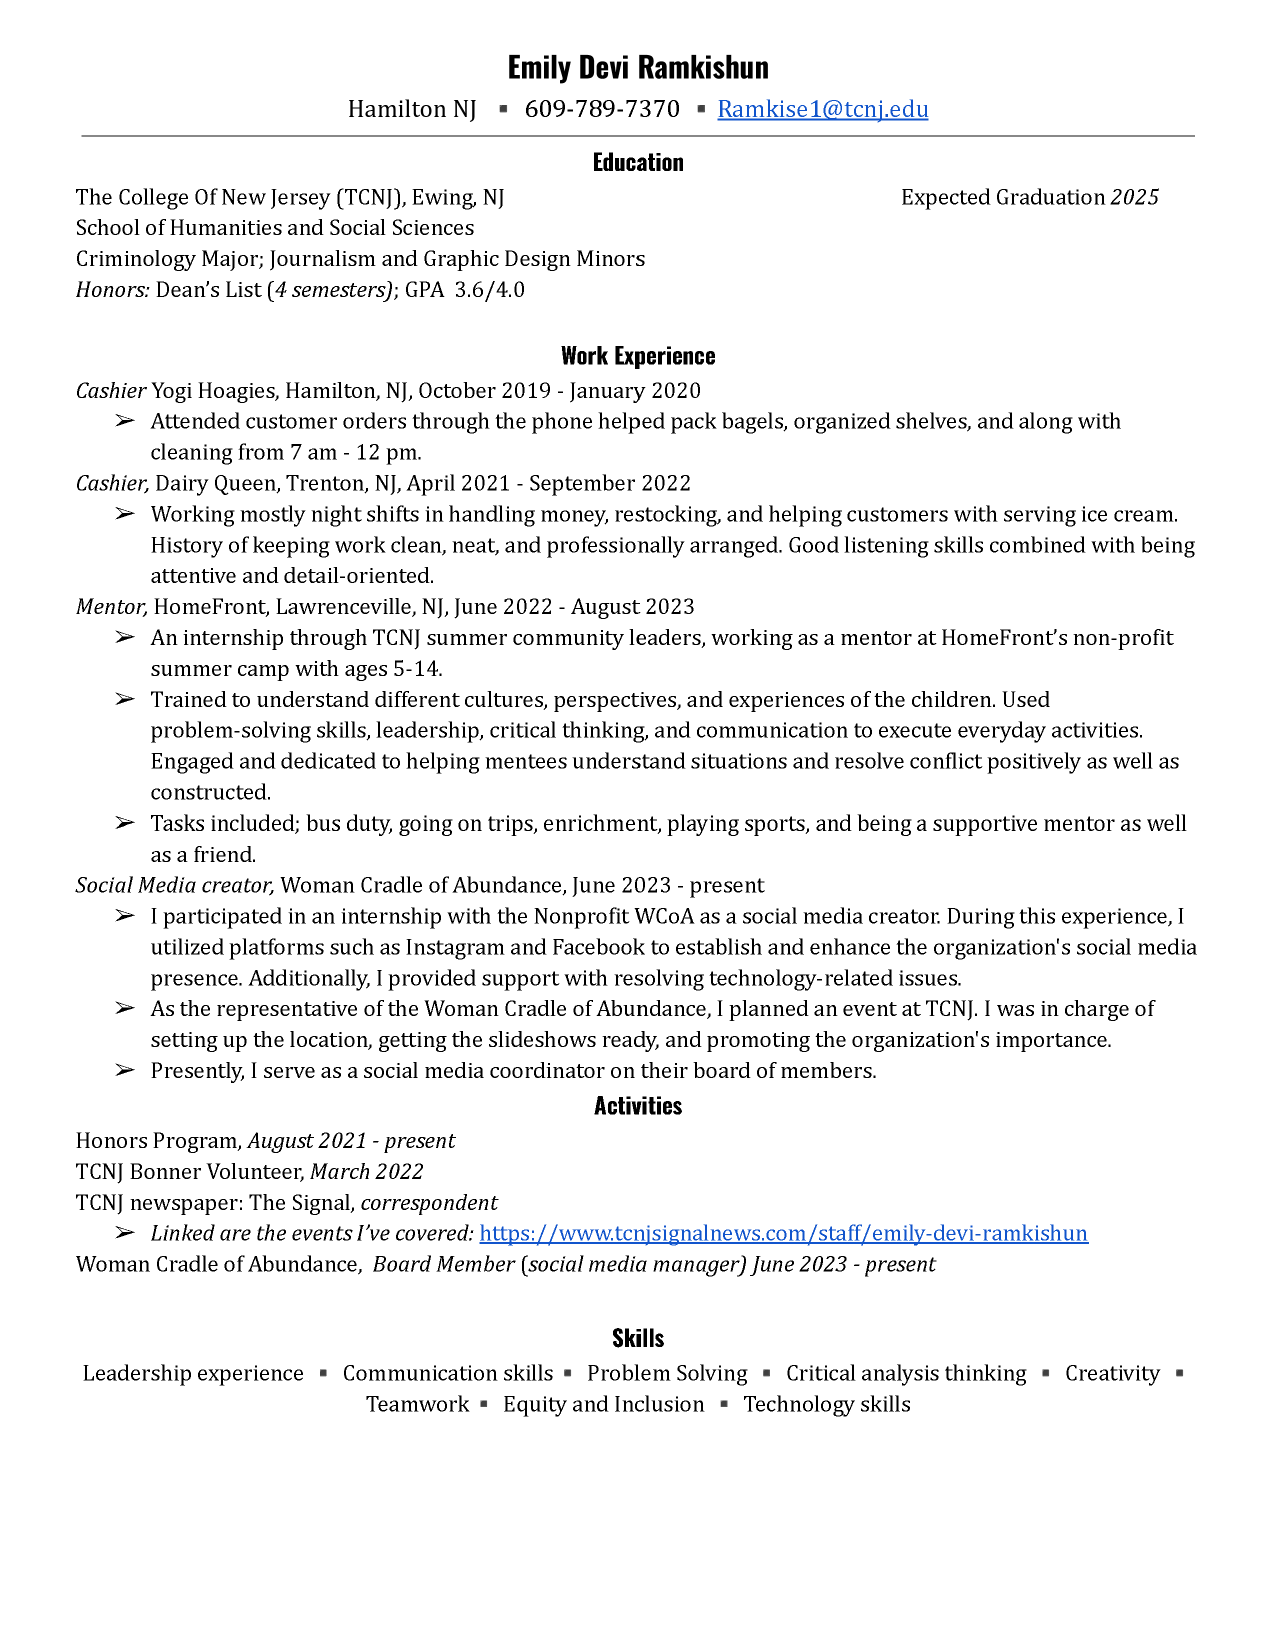 Emily Devi Ramkishun
Hamilton NJ ▪ 609-789-7370 ▪ Ramkise1@tcnj.edu
Education
The College Of New Jersey (TCNJ), Ewing, NJ Expected Graduation 2025
School of Humanities and Social Sciences
Criminology Major; Journalism and Graphic Design Minors
Honors: Dean’s List (4 semesters); GPA 3.6/4.0
Work Experience
Cashier Yogi Hoagies, Hamilton, NJ, October 2019 - January 2020
➢ Attended customer orders through the phone helped pack bagels, organized shelves, and along with
cleaning from 7 am - 12 pm.
Cashier, Dairy Queen, Trenton, NJ, April 2021 - September 2022
➢ Working mostly night shifts in handling money, restocking, and helping customers with serving ice cream.
History of keeping work clean, neat, and professionally arranged. Good listening skills combined with being
attentive and detail-oriented.
Mentor, HomeFront, Lawrenceville, NJ, June 2022 - August 2023
➢ An internship through TCNJ summer community leaders, working as a mentor at HomeFront’s non-profit
summer camp with ages 5-14.
➢ Trained to understand different cultures, perspectives, and experiences of the children. Used
problem-solving skills, leadership, critical thinking, and communication to execute everyday activities.
Engaged and dedicated to helping mentees understand situations and resolve conflict positively as well as
constructed.
➢ Tasks included; bus duty, going on trips, enrichment, playing sports, and being a supportive mentor as well
as a friend.
Social Media creator, Woman Cradle of Abundance, June 2023 - present
➢ I participated in an internship with the Nonprofit WCoA as a social media creator. During this experience, I
utilized platforms such as Instagram and Facebook to establish and enhance the organization's social media
presence. Additionally, I provided support with resolving technology-related issues.
➢ As the representative of the Woman Cradle of Abundance, I planned an event at TCNJ. I was in charge of
setting up the location, getting the slideshows ready, and promoting the organization's importance.
➢ Presently, I serve as a social media coordinator on their board of members.
Activities
Honors Program, August 2021 - present
TCNJ Bonner Volunteer, March 2022
TCNJ newspaper: The Signal, correspondent
➢ Linked are the events I’ve covered: https://www.tcnjsignalnews.com/staff/emily-devi-ramkishun
Woman Cradle of Abundance, Board Member (social media manager) June 2023 - present
Skills
Leadership experience ▪ Communication skills ▪ Problem Solving ▪ Critical analysis thinking ▪ Creativity ▪
Teamwork ▪ Equity and Inclusion ▪ Technology skills